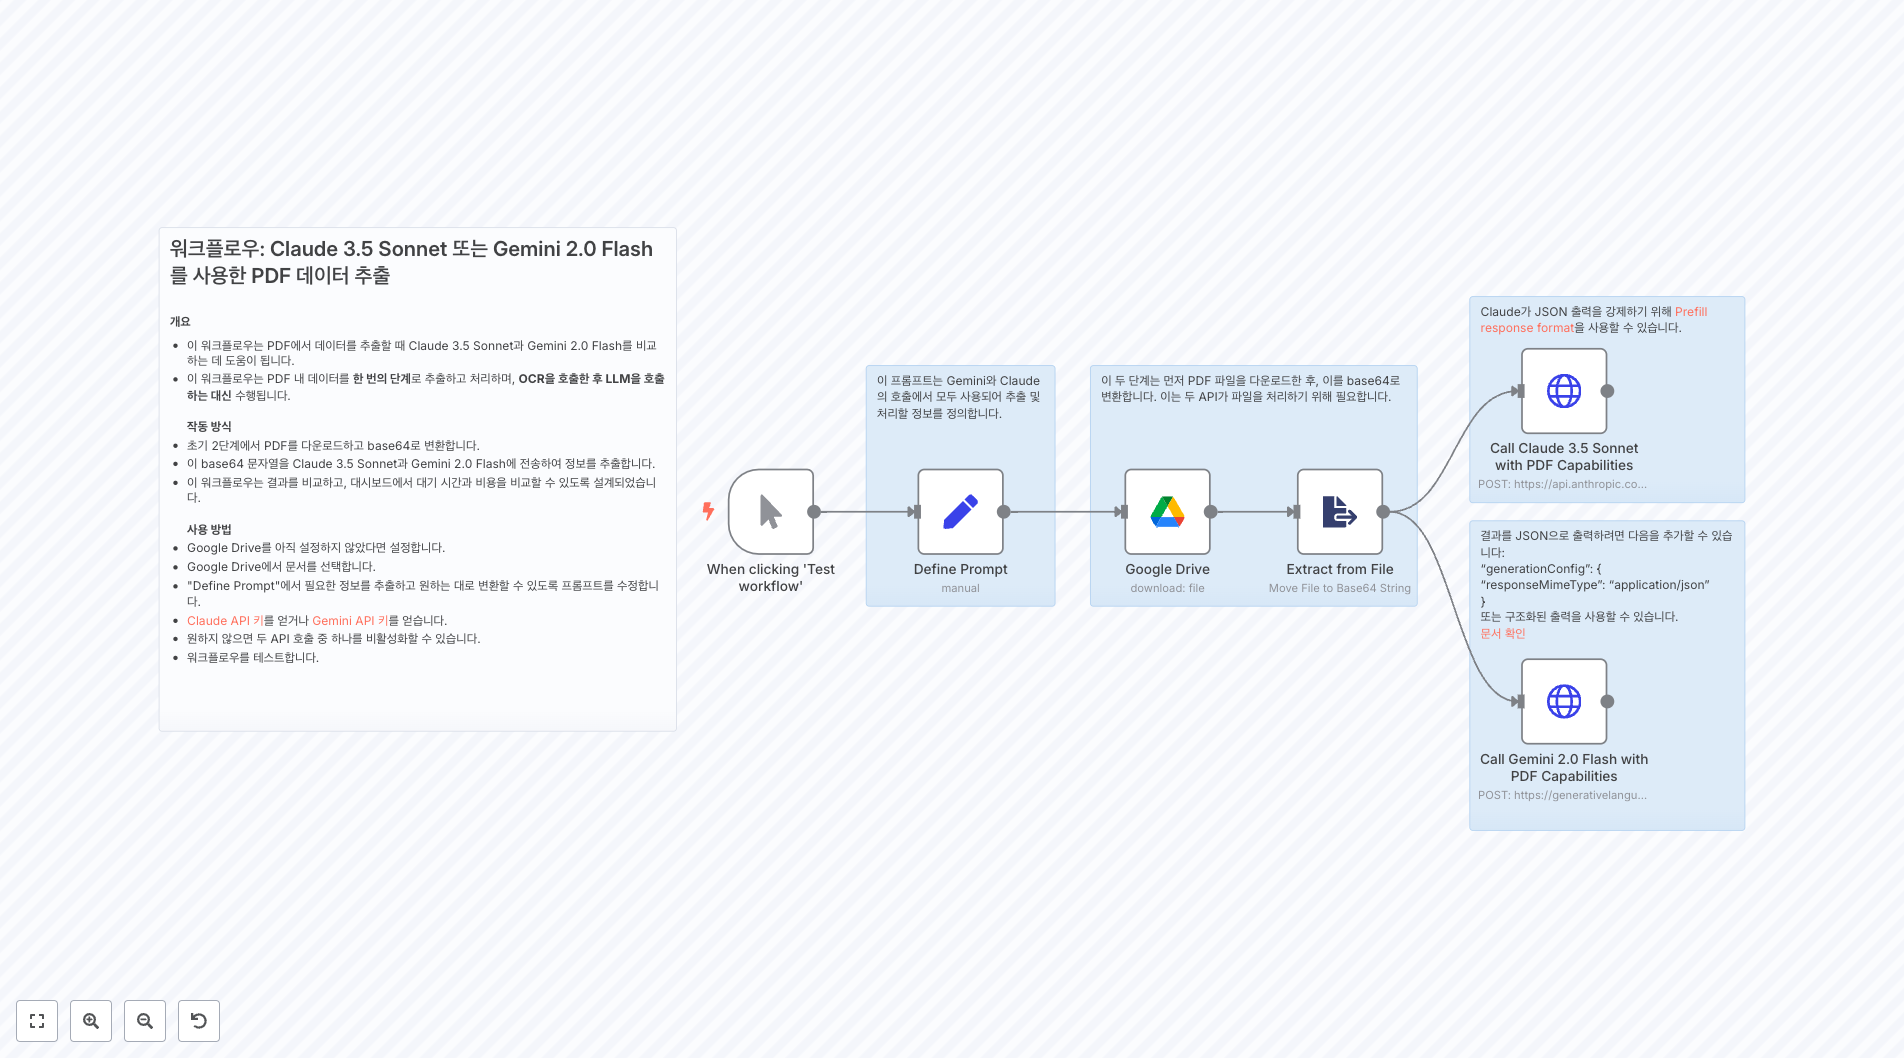 워크플로우: Claude 3.5 Sonnet 또는 Gemini 2.0 Flash
를 사용한 PDF 데이터 추출
개요
이 워크플로우는 PDF에서 데이터를 추출할 때 Claude 3.5 Sonnet과 Gemini 2.0 Flash를 비교
하는 데 도움이 됩니다.
이 워크플로우는 PDF 내 데이터를 한 번의 단계로 추출하고 처리하며, OCR을 호출한 후 LLM을 호출
하는 대신 수행됩니다.
작동 방식
초기 2단계에서 PDF를 다운로드하고 base64로 변환합니다.
이 base64 문자열을 Claude 3.5 Sonnet과 Gemini 2.0 Flash에 전송하여 정보를 추출합니다.
이 워크플로우는 결과를 비교하고, 대시보드에서 대기 시간과 비용을 비교할 수 있도록 설계되었습니
다.
사용 방법
Google Drive를 아직 설정하지 않았다면 설정합니다.
Google Drive에서 문서를 선택합니다.
"Define Prompt"에서 필요한 정보를 추출하고 원하는 대로 변환할 수 있도록 프롬프트를 수정합니
다.
Claude API 키를 얻거나 Gemini API 키를 얻습니다.
원하지 않으면 두 API 호출 중 하나를 비활성화할 수 있습니다.
워크플로우를 테스트합니다.
When clicking 'Test
workflow'
이 프롬프트는 Gemini와 Claude
의 호출에서 모두 사용되어 추출 및
처리할 정보를 정의합니다.
Define Prompt
manual
이 두 단계는 먼저 PDF 파일을 다운로드한 후, 이를 base64로
변환합니다. 이는 두 API가 파일을 처리하기 위해 필요합니다.
Google Drive
download: file
Extract from File
Move File to Base64 String
Claude가 JSON 출력을 강제하기 위해 Prefill
response format을 사용할 수 있습니다.
Call Claude 3.5 Sonnet
with PDF Capabilities
POST: https://api.anthropic.co...
결과를 JSON으로 출력하려면 다음을 추가할 수 있습
니다:
“generationConfig”: {
“responseMimeType”: “application/json”
}
또는 구조화된 출력을 사용할 수 있습니다.
문서 확인
Call Gemini 2.0 Flash with
PDF Capabilities
POST: https://generativelangu...